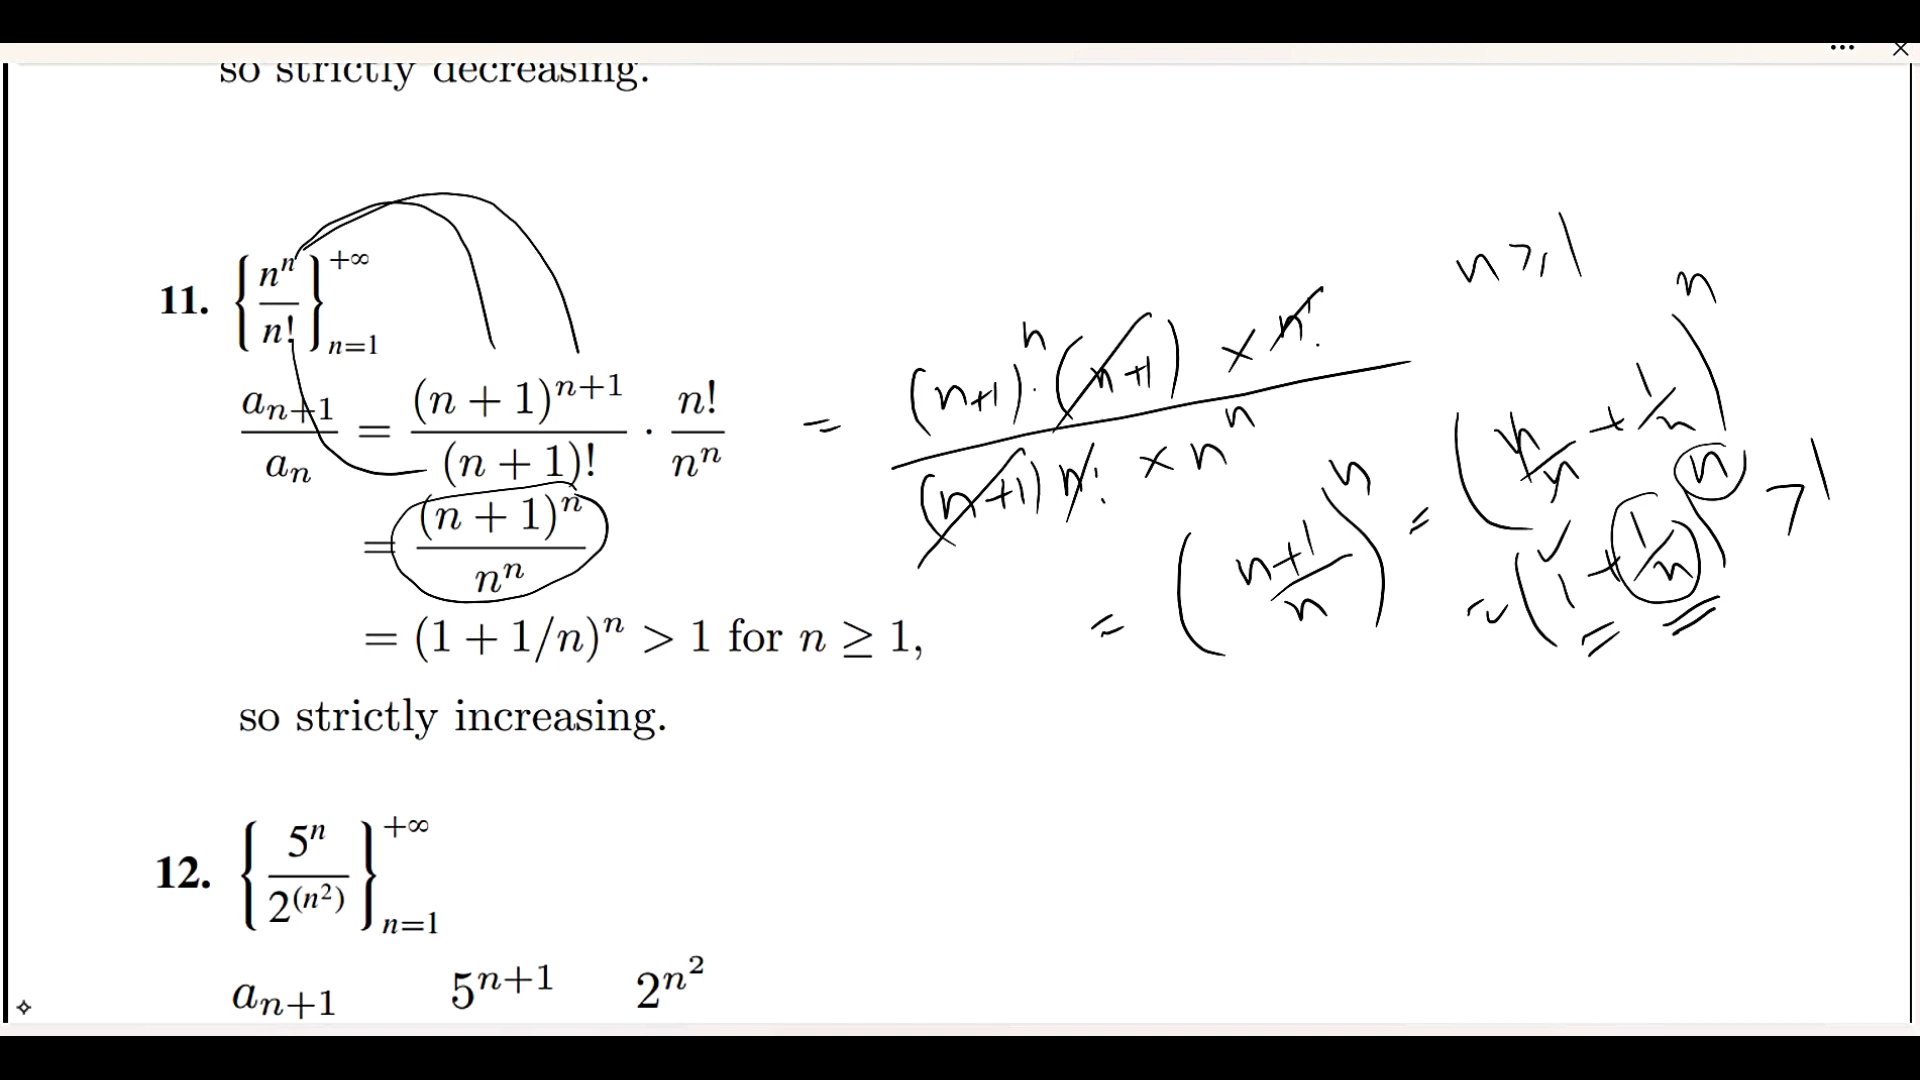 so strictly decreasing.
11. { n^n / n! }_{n=1}^{+∞}
a_{n+1} / a_n = (n + 1)^{n+1} / (n + 1)! · n! / n^n
= (n + 1)^n / n^n
= (1 + 1/n)^n > 1 for n ≥ 1,
so strictly increasing.
n ≥ 1
= (n+1)^n · (n+1) × n! / (n+1) n! × n^n
= ((n+1) / n)^n = (n/n + 1/n)^n
= (1 + 1/n)^n > 1
12. { 5^n / 2^{(n^2)} }_{n=1}^{+∞}
a_{n+1} 5^{n+1} 2^{n^2}